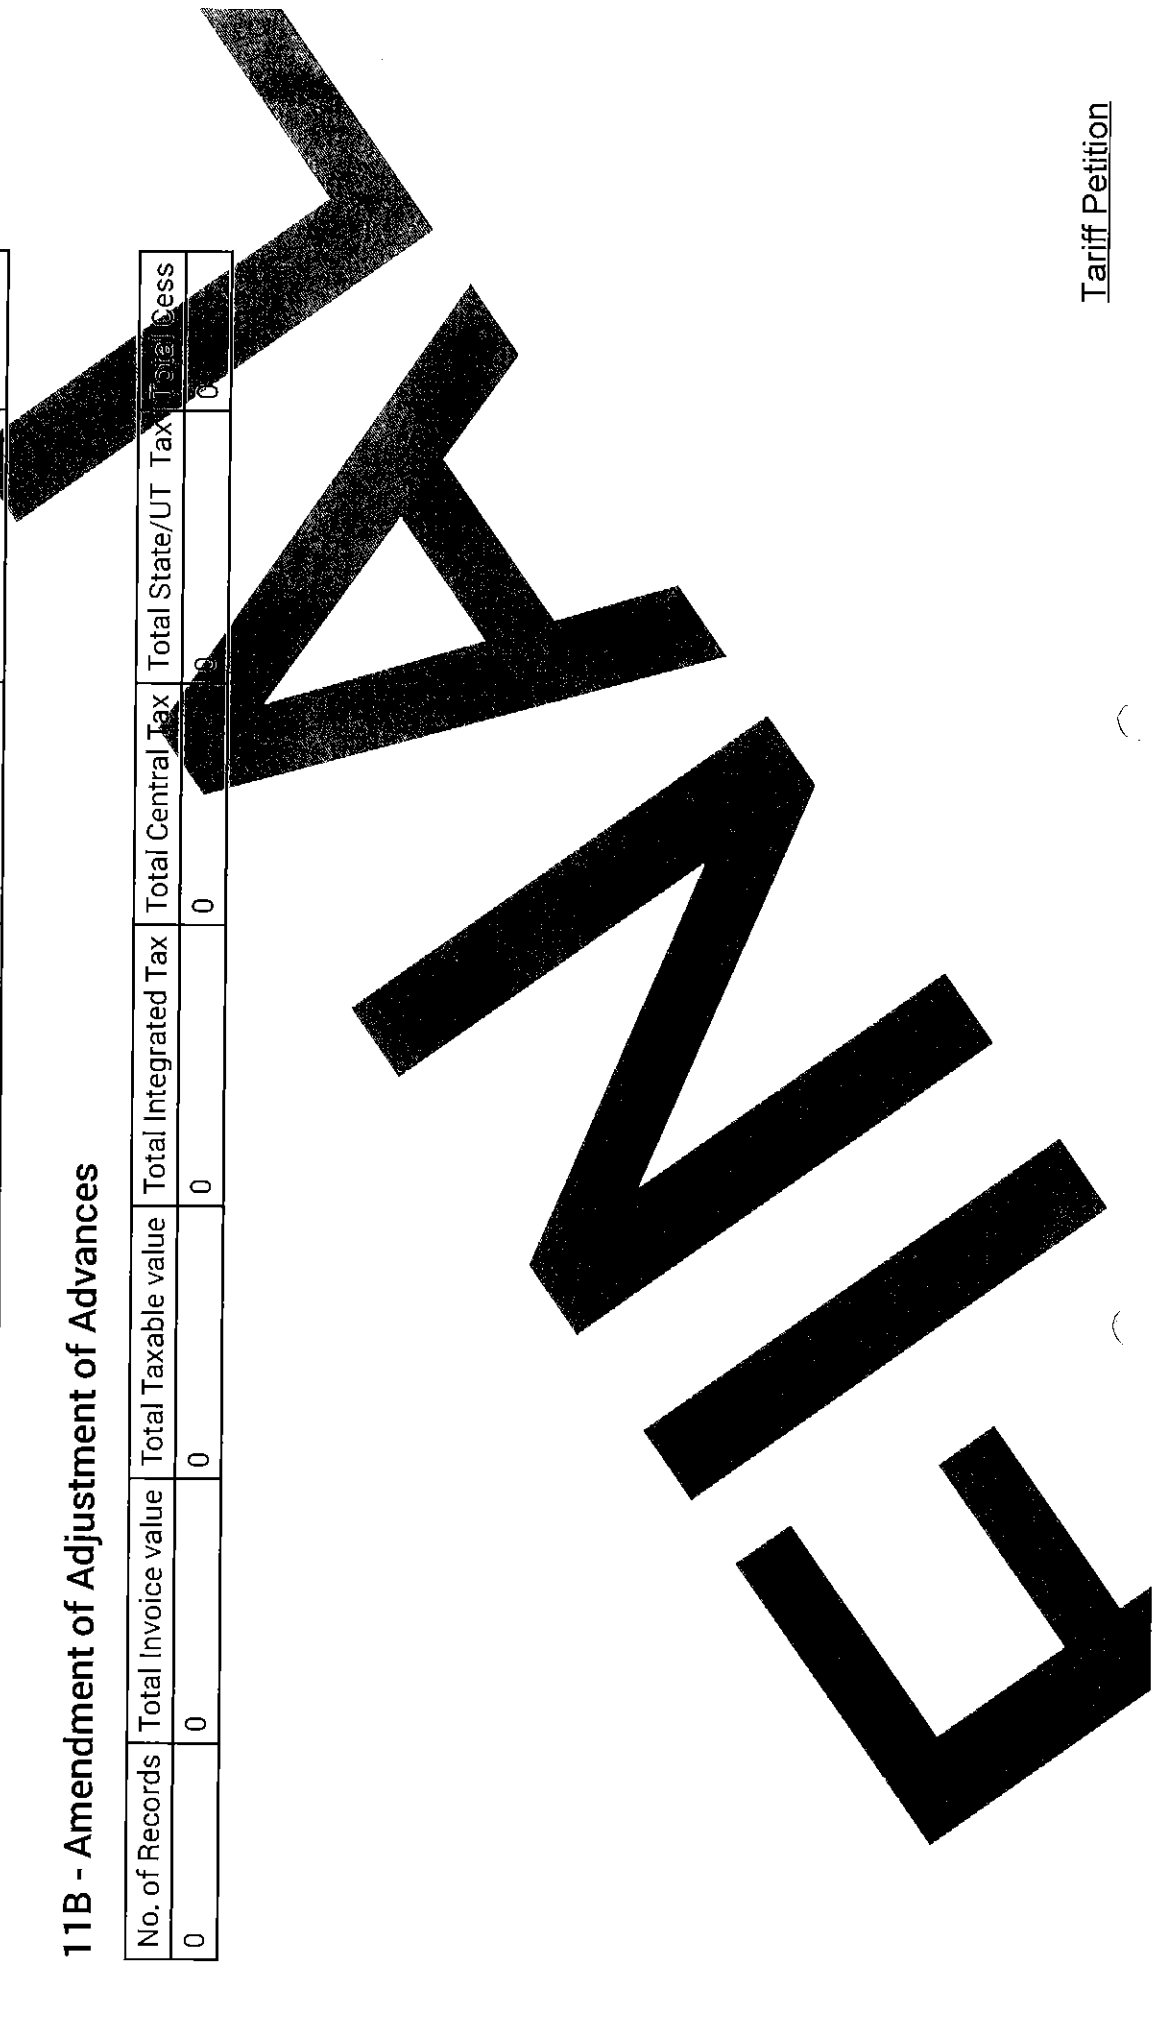 11B - Amendment of Adjustment of Advances
No. of Records Total Invoice value Total Taxable value Total Integrated Tax Total Central Tax Total State/UT Tax Total Cess
0 0 0 0 0 0 0
FINAL
Tariff Petition